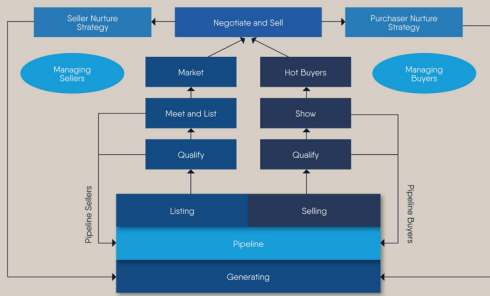 Seller Nurture
Strategy
Negotiate and Sell
Purchaser Nurture
Strategy
Managing
Sellers
Market
Hot Buyers
Managing
Buyers
Meet and List
Show
Qualify
Qualify
Pipeline Sellers
Pipeline Buyers
Listing
Selling
Pipeline
Generating